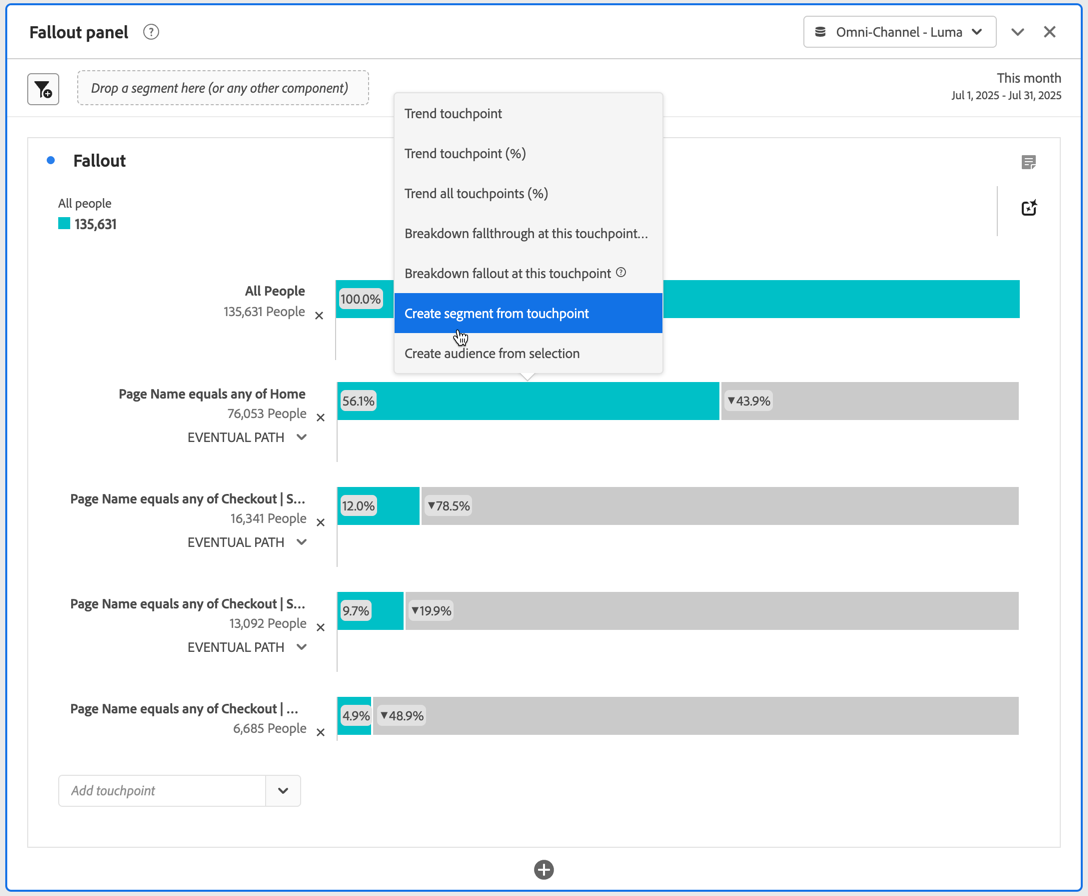 Fallout panel
Omni-Channel - Luma
Drop a segment here (or any other component)
This month
Jul 1, 2025 - Jul 31, 2025
Fallout
All people
135,631
Trend touchpoint
Trend touchpoint (%)
Trend all touchpoints (%)
Breakdown fallthrough at this touchpoint...
Breakdown fallout at this touchpoint
Create segment from touchpoint
Create audience from selection
All People
135,631 People
100.0%
Page Name equals any of Home
76,053 People
EVENTUAL PATH
56.1%
▼43.9%
Page Name equals any of Checkout | S...
16,341 People
EVENTUAL PATH
12.0%
▼78.5%
Page Name equals any of Checkout | S...
13,092 People
EVENTUAL PATH
9.7%
▼19.9%
Page Name equals any of Checkout | ...
6,685 People
4.9%
▼48.9%
Add touchpoint